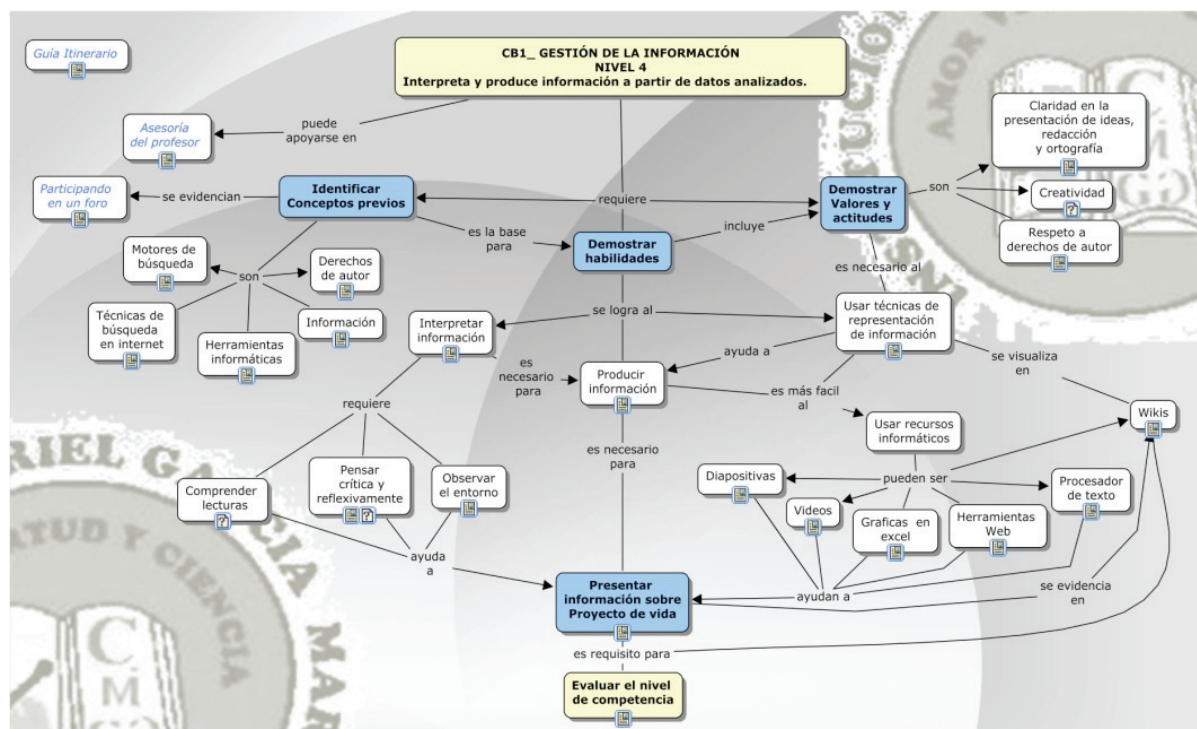 CB1_ GESTIÓN DE LA INFORMACIÓN
NIVEL 4
Interpreta y produce información a partir de datos analizados.
Guía Itinerario
puede
apoyarse en
Asesoría
del profesor
Participando
en un foro
se evidencian
Identificar
Conceptos previos
requiere
Demostrar
Valores y
actitudes
son
Claridad en la
presentación de ideas,
redacción
y ortografía
Creatividad
Respeto a
derechos de autor
es la base
para
Demostrar
habilidades
incluye
es necesario al
Motores de
búsqueda
son
Derechos
de autor
Técnicas de
búsqueda
en internet
Herramientas
informáticas
Información
se logra al
Interpretar
información
Usar técnicas de
representación
de información
es
necesario
para
Producir
información
ayuda a
es más facil
al
se visualiza
en
Usar recursos
informáticos
Wikis
requiere
es necesario
para
Comprender
lecturas
Pensar
crítica y
reflexivamente
Observar
el entorno
pueden ser
Diapositivas
Videos
Graficas en
excel
Herramientas
Web
Procesador
de texto
ayuda
a
Presentar
información sobre
Proyecto de vida
ayudan a
se evidencia
en
es requisito para
Evaluar el nivel
de competencia
RIEL GARCIA MAR
VIRTUD Y CIENCIA
C
M
AMOR
C
M